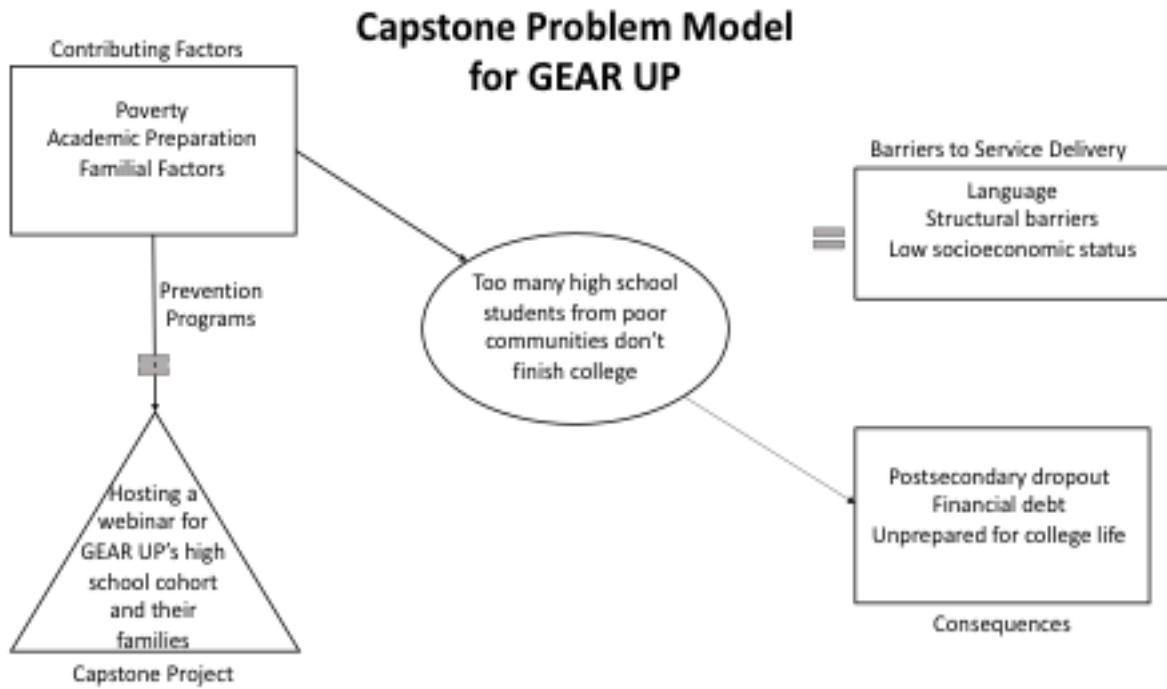 Capstone Problem Model
for GEAR UP
Contributing Factors
Poverty
Academic Preparation
Familial Factors
Prevention
Programs
Hosting a
webinar for
GEAR UP's high
school cohort
and their
families
Capstone Project
Too many high school
students from poor
communities don't
finish college
Barriers to Service Delivery
Language
Structural barriers
Low socioeconomic status
Postsecondary dropout
Financial debt
Unprepared for college life
Consequences